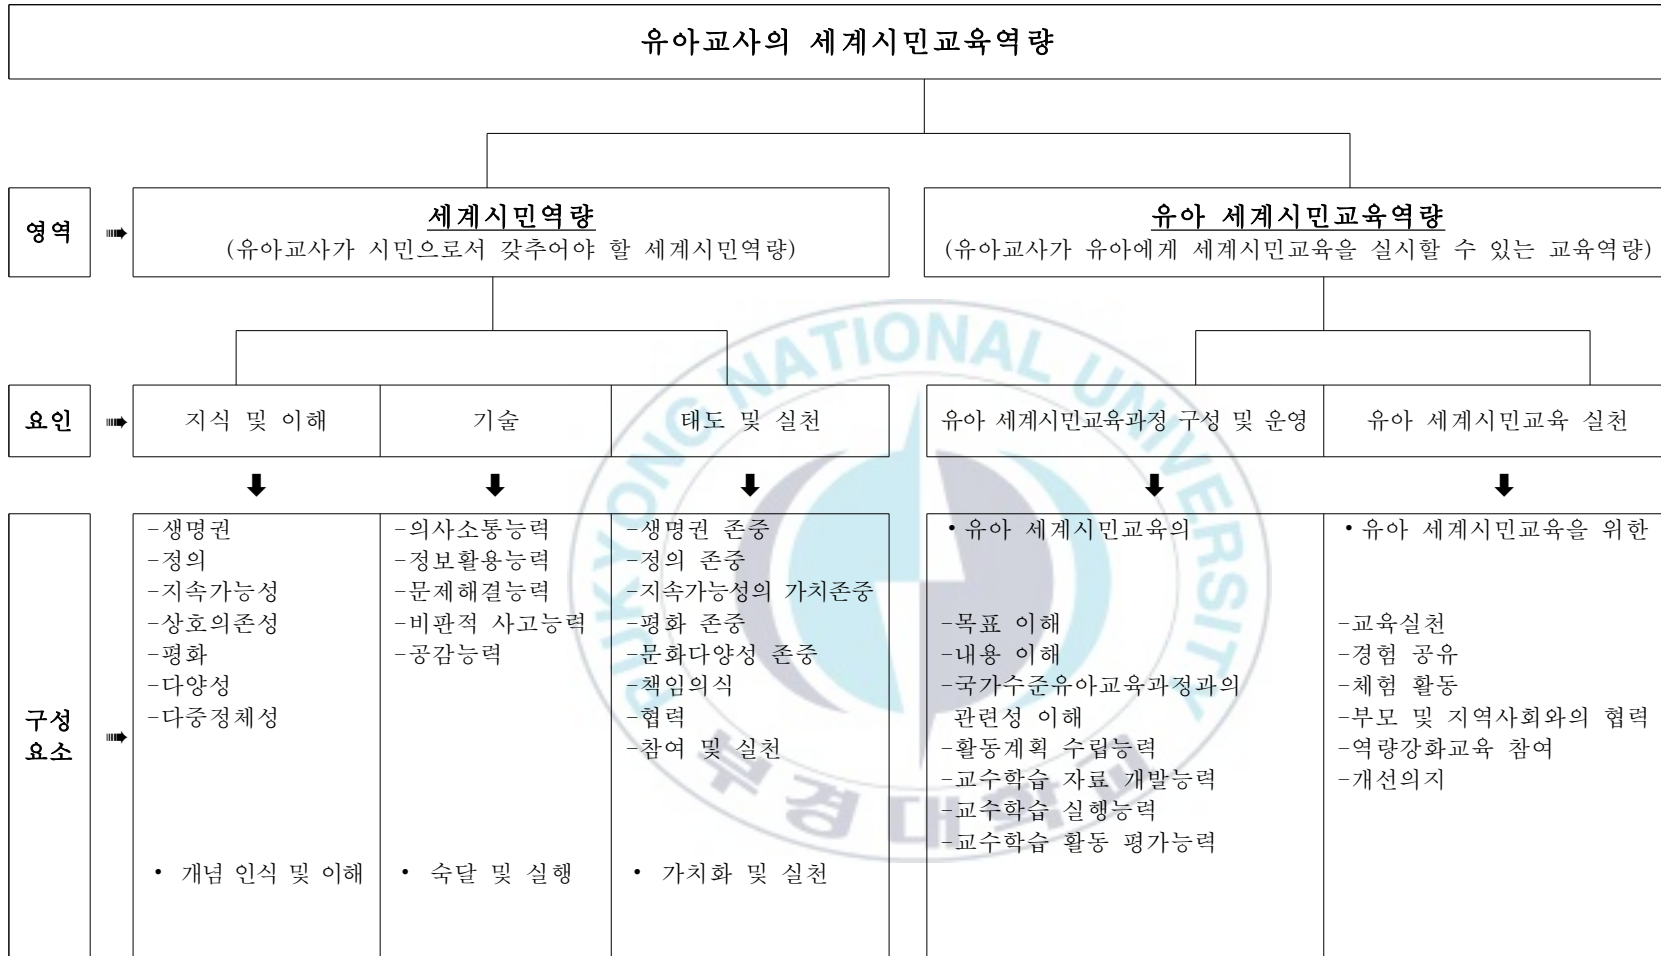 유아교사의 세계시민교육역량
영역
➠
세계시민역량
(유아교사가 시민으로서 갖추어야 할 세계시민역량)
유아 세계시민교육역량
(유아교사가 유아에게 세계시민교육을 실시할 수 있는 교육역량)
요인
➠
지식 및 이해
기술
태도 및 실천
유아 세계시민교육과정 구성 및 운영
유아 세계시민교육 실천
구성
요소
➠
-생명권
-정의
-지속가능성
-상호의존성
-평화
-다양성
-다중정체성
• 개념 인식 및 이해
-의사소통능력
-정보활용능력
-문제해결능력
-비판적 사고능력
-공감능력
• 숙달 및 실행
-생명권 존중
-정의 존중
-지속가능성의 가치존중
-평화 존중
-문화다양성 존중
-책임의식
-협력
-참여 및 실천
• 가치화 및 실천
• 유아 세계시민교육의
-목표 이해
-내용 이해
-국가수준유아교육과정과의
관련성 이해
-활동계획 수립능력
-교수학습 자료 개발능력
-교수학습 실행능력
-교수학습 활동 평가능력
• 유아 세계시민교육을 위한
-교육실천
-경험 공유
-체험 활동
-부모 및 지역사회와의 협력
-역량강화교육 참여
-개선의지
PUKYONG NATIONAL UNIVERSITY
부경대학교